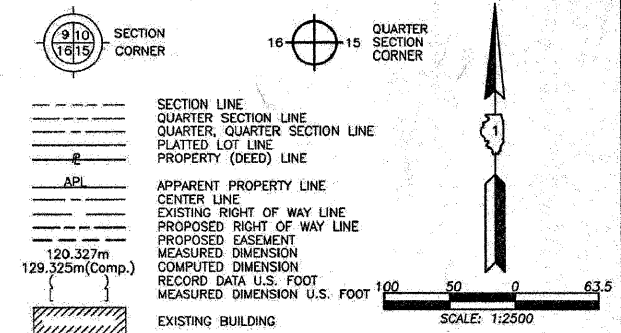 9 10
16 15
SECTION
CORNER
16
15
QUARTER
SECTION
CORNER
1
SECTION LINE
QUARTER SECTION LINE
QUARTER, QUARTER SECTION LINE
PLATTED LOT LINE
PROPERTY (DEED) LINE
APL
APPARENT PROPERTY LINE
CENTER LINE
EXISTING RIGHT OF WAY LINE
PROPOSED RIGHT OF WAY LINE
PROPOSED EASEMENT
120.327m MEASURED DIMENSION
129.325m(Comp.) COMPUTED DIMENSION
( ) RECORD DATA U.S. FOOT
[ ] MEASURED DIMENSION U.S. FOOT
EXISTING BUILDING
100 50 0 63.5
SCALE: 1:2500